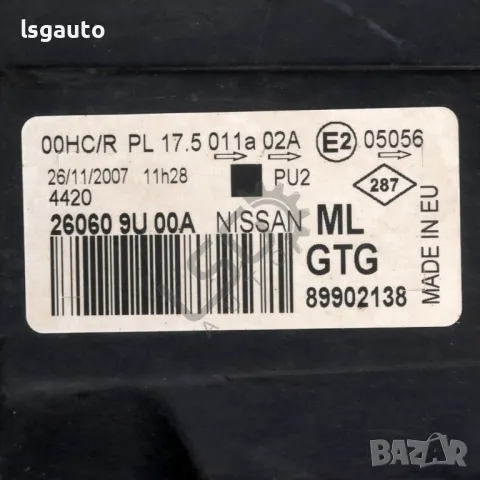 lsgauto
00HC/R PL 17.5 011a 02A E2 05056
26/11/2007 11h28 PU2 287
4420
26060 9U 00A NISSAN ML
GTG
89902138
MADE IN EU
BAZAR